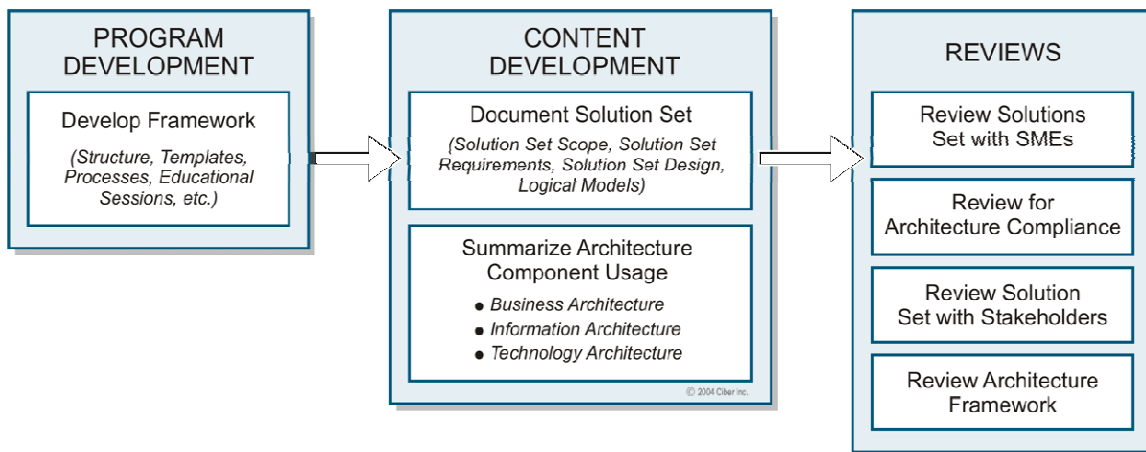 PROGRAM
DEVELOPMENT
Develop Framework
(Structure, Templates,
Processes, Educational
Sessions, etc.)
CONTENT
DEVELOPMENT
Document Solution Set
(Solution Set Scope, Solution Set
Requirements, Solution Set Design,
Logical Models)
Summarize Architecture
Component Usage
● Business Architecture
● Information Architecture
● Technology Architecture
© 2004 Ciber Inc.
REVIEWS
Review Solutions
Set with SMEs
Review for
Architecture Compliance
Review Solution
Set with Stakeholders
Review Architecture
Framework